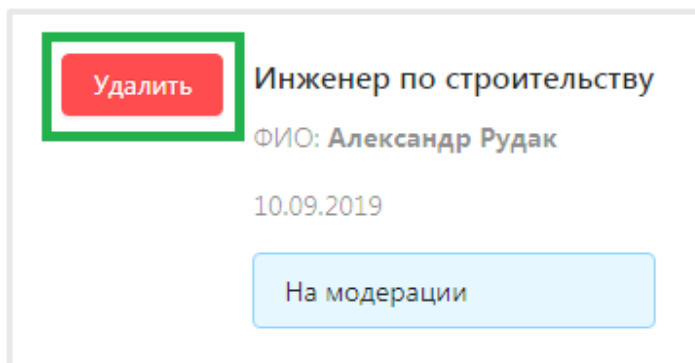 Удалить
Инженер по строительству
ФИО: Александр Рудак
10.09.2019
На модерации